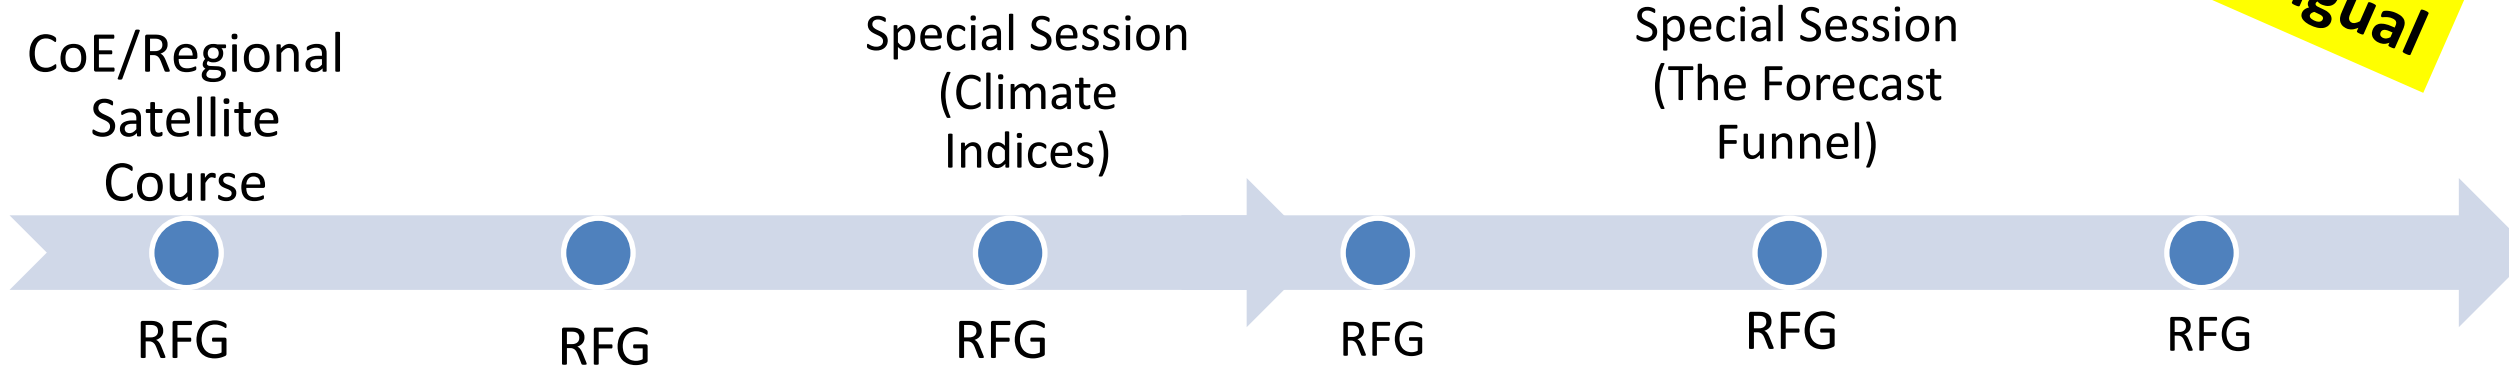 CoE/Regional
Satellite
Course
Special Session
(Climate
Indices)
Special Session
(The Forecast
Funnel)
RFG
RFG
RFG
RFG
RFG
RFG